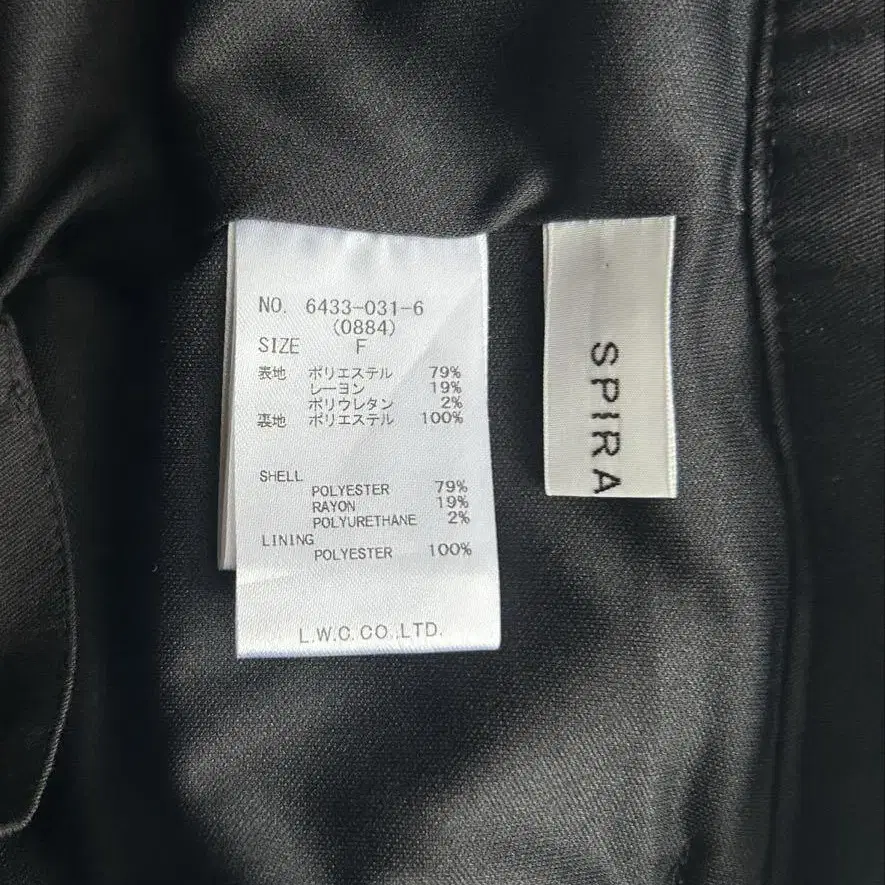 NO. 6433-031-6
(0884)
SIZE F
表地 ポリエステル 79%
レーヨン 19%
ポリウレタン 2%
裏地 ポリエステル 100%
SHELL
POLYESTER 79%
RAYON 19%
POLYURETHANE 2%
LINING
POLYESTER 100%
L.W.C.CO.,LTD.
SPIRA